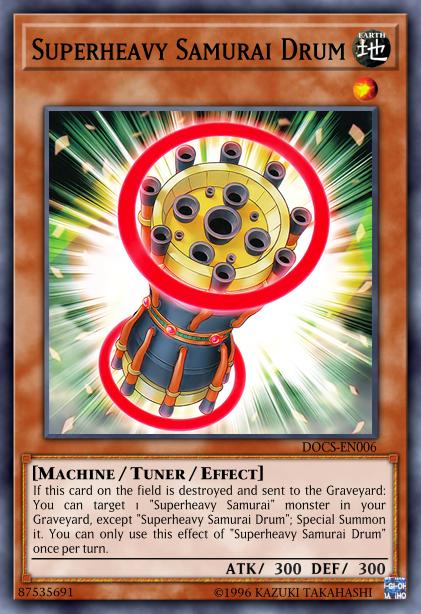 SUPERHEAVY SAMURAI DRUM
EARTH
地
DOCS-EN006
[MACHINE / TUNER / EFFECT]
If this card on the field is destroyed and sent to the Graveyard:
You can target 1 "Superheavy Samurai" monster in your
Graveyard, except "Superheavy Samurai Drum"; Special Summon
it. You can only use this effect of "Superheavy Samurai Drum"
once per turn.
ATK/ 300 DEF/ 300
87535691
©1996 KAZUKI TAKAHASHI